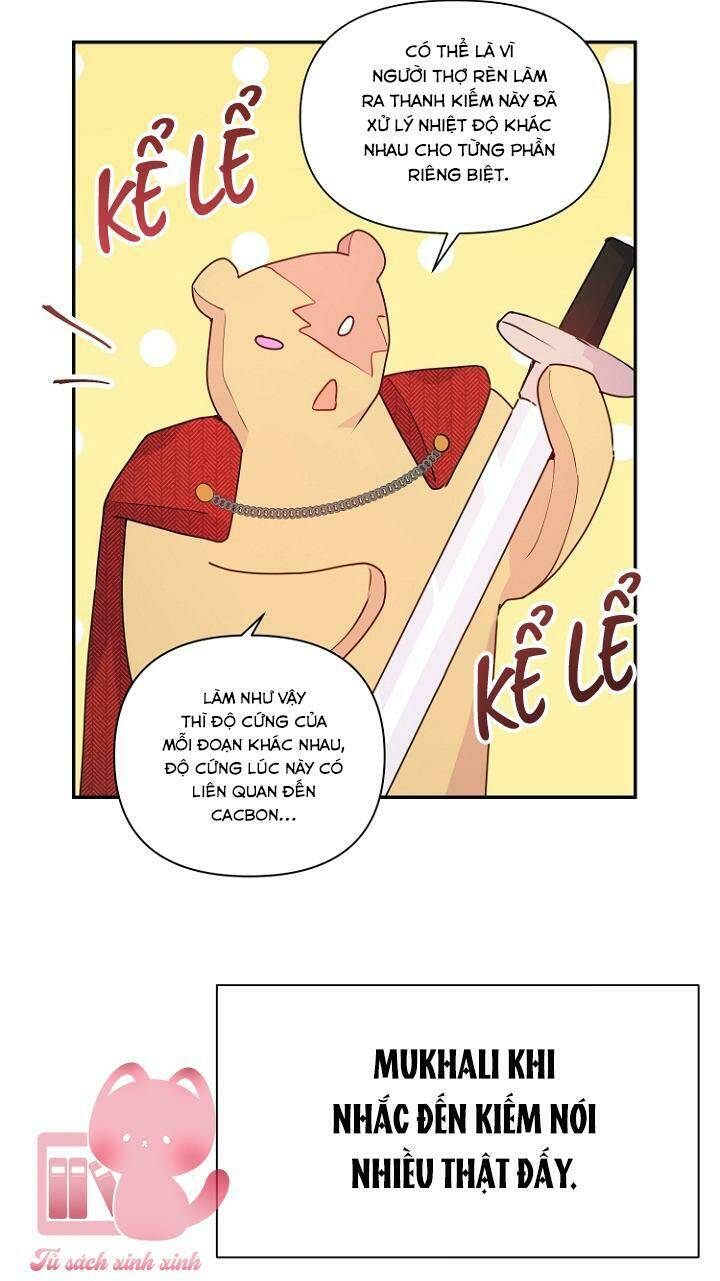 CÓ THỂ LÀ VÌ
NGƯỜI THỢ RÈN LÀM
RA THANH KIẾM NÀY ĐÃ
XỬ LÝ NHIỆT ĐỘ KHÁC
NHAU CHO TỪNG PHẦN
RIÊNG BIỆT.
KỂ LỂ
KỂ LỂ
LÀM NHƯ VẬY
THÌ ĐỘ CỨNG CỦA
MỖI ĐOẠN KHÁC NHAU,
ĐỘ CỨNG LÚC NÀY CÓ
LIÊN QUAN ĐẾN
CACBON...
MUKHALI KHI
NHẮC ĐẾN KIẾM NÓI
NHIỀU THẬT ĐẤY.
Tủ sách xinh xinh